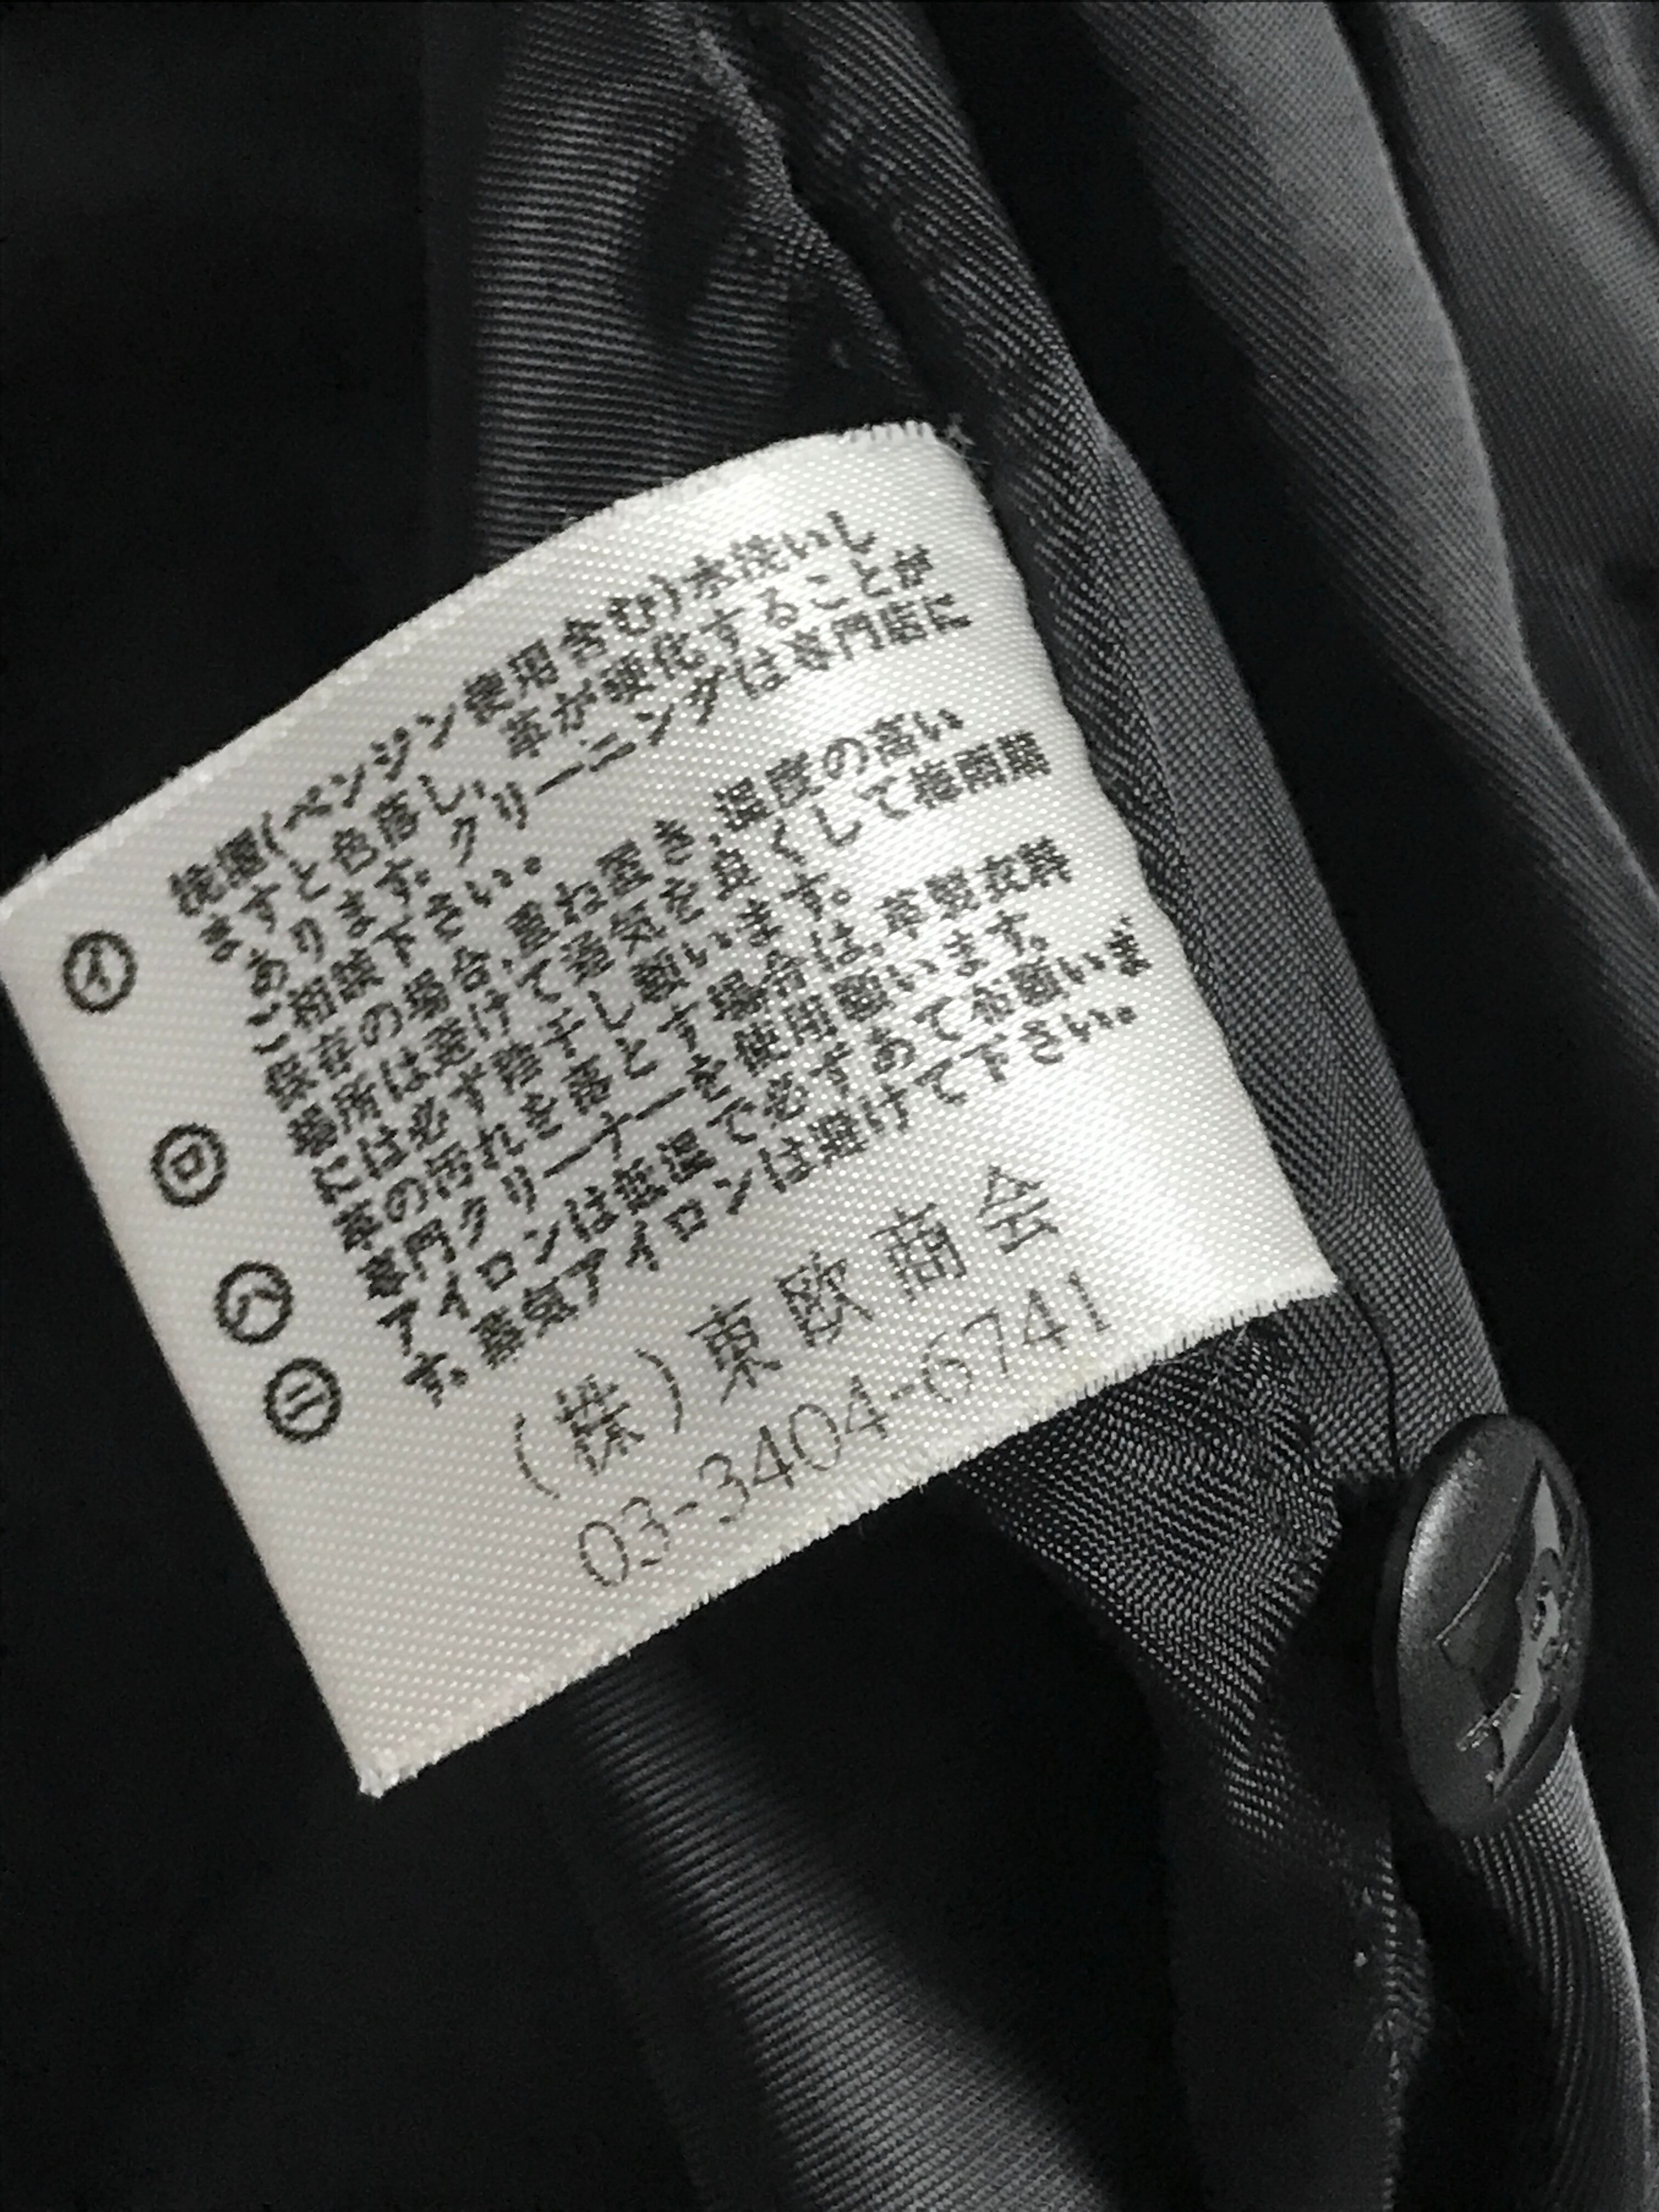 イ 洗濯(ベンジン使用含む)水洗いし
ますと色落し、革が硬化することが
あります。クリーニングは専門店に
ご相談下さい。
ロ 保存の場合、重ね置き、温度の高い
場所は避けて通気を良くして梅雨期
には必ず陰干し願います。
ハ 革の汚れを落とす場合は、革製衣料
専門クリーナーを使用願います。
ニ アイロンは低温で必ずあて布願いま
す。蒸気アイロンは避けて下さい。
(株)東欧商会
03-3404-6741